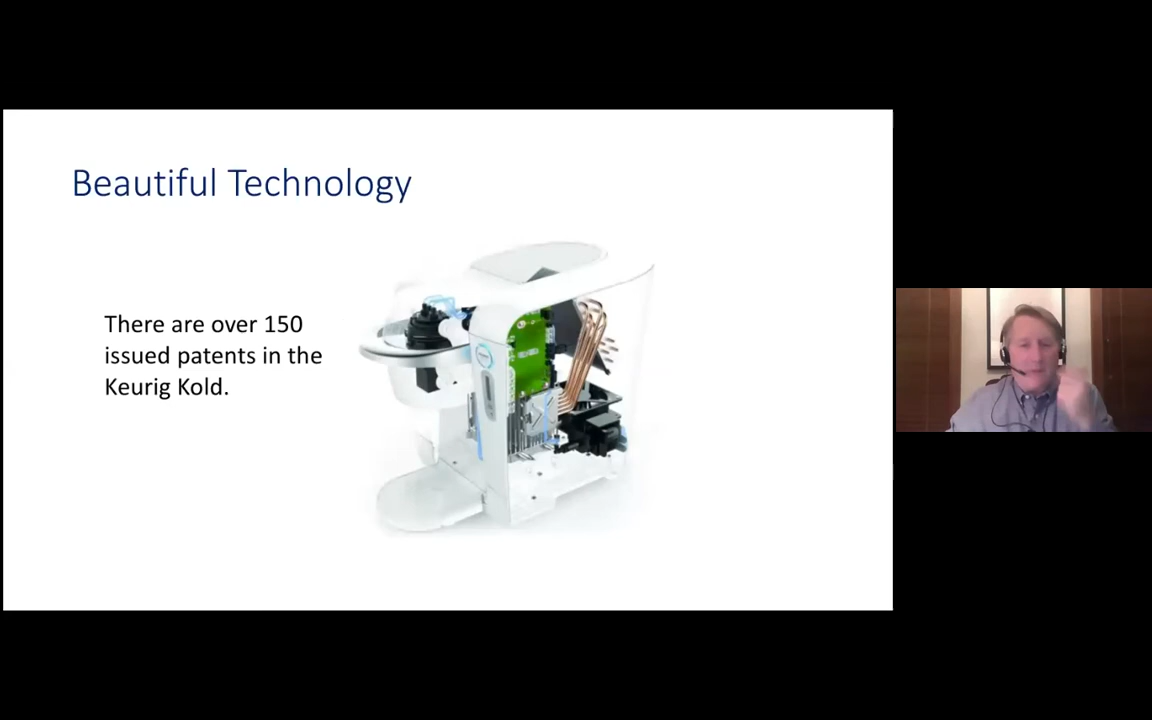 Beautiful Technology
There are over 150
issued patents in the
Keurig Kold.